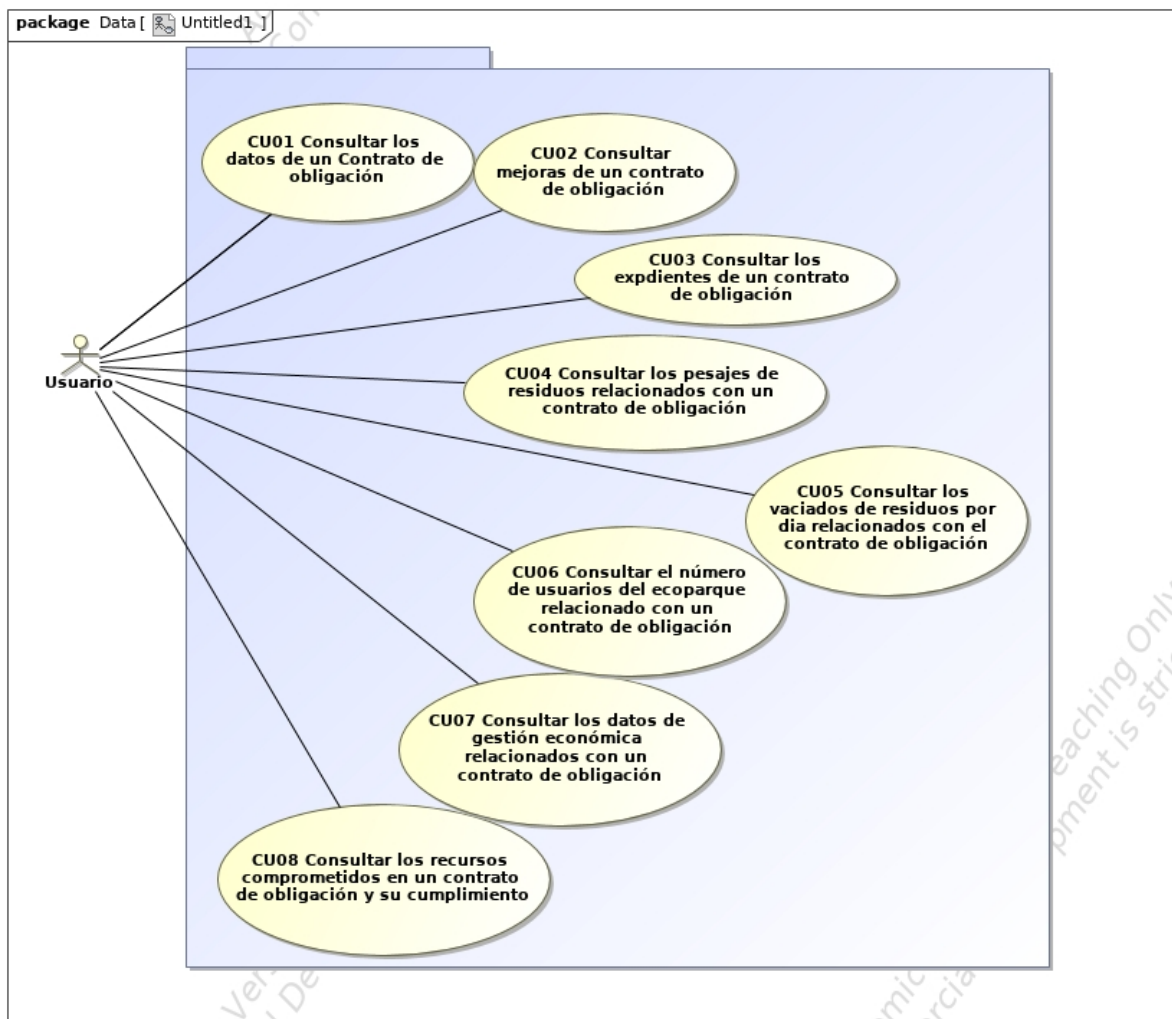 package Data [ Untitled1 ]
CU01 Consultar los
datos de un Contrato de
obligación
CU02 Consultar
mejoras de un contrato
de obligación
CU03 Consultar los
expdientes de un contrato
de obligación
Usuario
CU04 Consultar los pesajes de
residuos relacionados con un
contrato de obligación
CU05 Consultar los
vaciados de residuos por
dia relacionados con el
contrato de obligación
CU06 Consultar el número
de usuarios del ecoparque
relacionado con un
contrato de obligación
CU07 Consultar los datos de
gestión económica
relacionados con un
contrato de obligación
CU08 Consultar los recursos
comprometidos en un contrato
de obligación y su cumplimiento
eaching Only
pment is stri